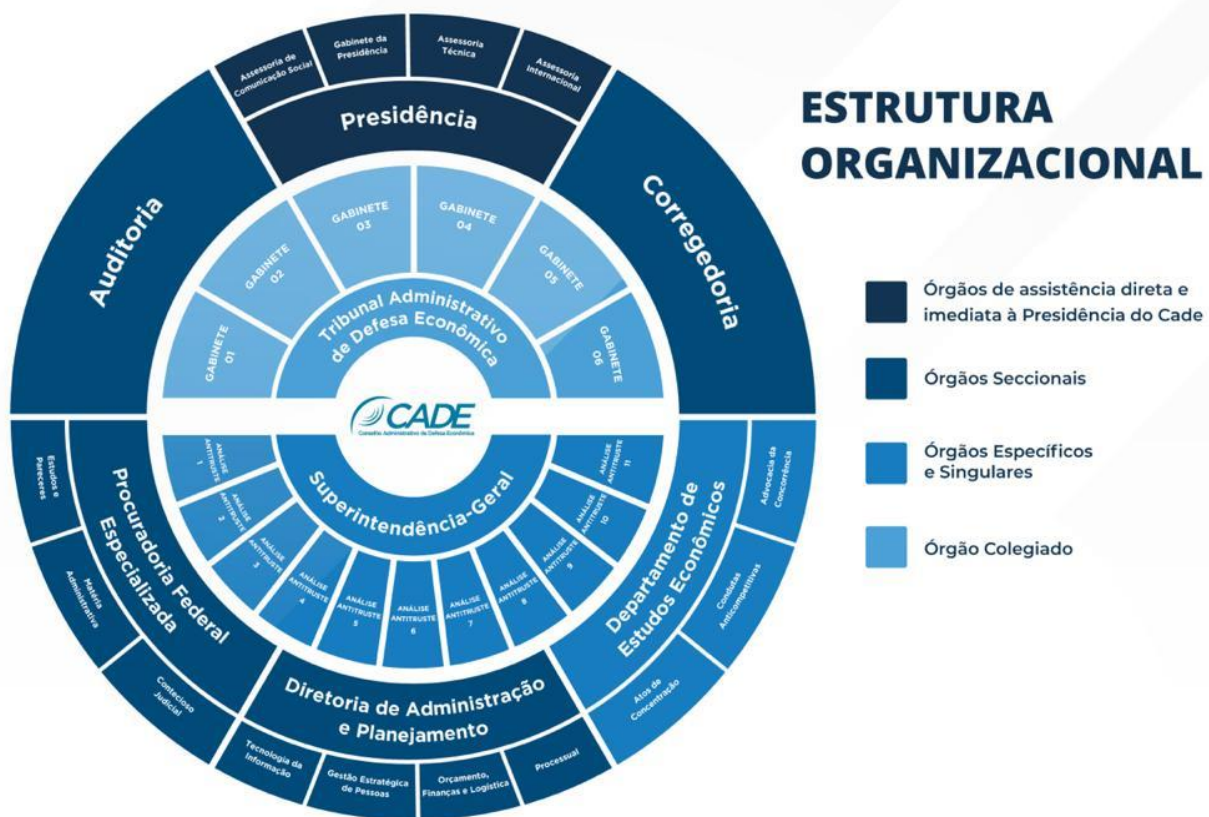 ESTRUTURA
ORGANIZACIONAL
Órgãos de assistência direta e
imediata à Presidência do Cade
Órgãos Seccionais
Órgãos Específicos
e Singulares
Órgão Colegiado
Assessoria de
Comunicação Social
Gabinete da
Presidência
Assessoria
Técnica
Assessoria
Internacional
Presidência
Auditoria
Corregedoria
GABINETE
01
GABINETE
02
GABINETE
03
GABINETE
04
GABINETE
05
GABINETE
06
Tribunal Administrativo
de Defesa Econômica
CADE
Conselho Administrativo de Defesa Econômica
Superintendência-Geral
ANÁLISE
ANTITRUSTE
1
ANÁLISE
ANTITRUSTE
2
ANÁLISE
ANTITRUSTE
3
ANÁLISE
ANTITRUSTE
4
ANÁLISE
ANTITRUSTE
5
ANÁLISE
ANTITRUSTE
6
ANÁLISE
ANTITRUSTE
7
ANÁLISE
ANTITRUSTE
8
ANÁLISE
ANTITRUSTE
9
ANÁLISE
ANTITRUSTE
10
ANÁLISE
ANTITRUSTE
11
Procuradoria Federal
Especializada
Estudos e
Pareceres
Matéria
Administrativa
Contecioso
Judicial
Diretoria de Administração
e Planejamento
Tecnologia da
Informação
Gestão Estratégica
de Pessoas
Orçamento,
Finanças e Logística
Processual
Departamento de
Estudos Econômicos
Atos de
Concentração
Condutas
Anticompetitivas
Advocacia da
Concorrência